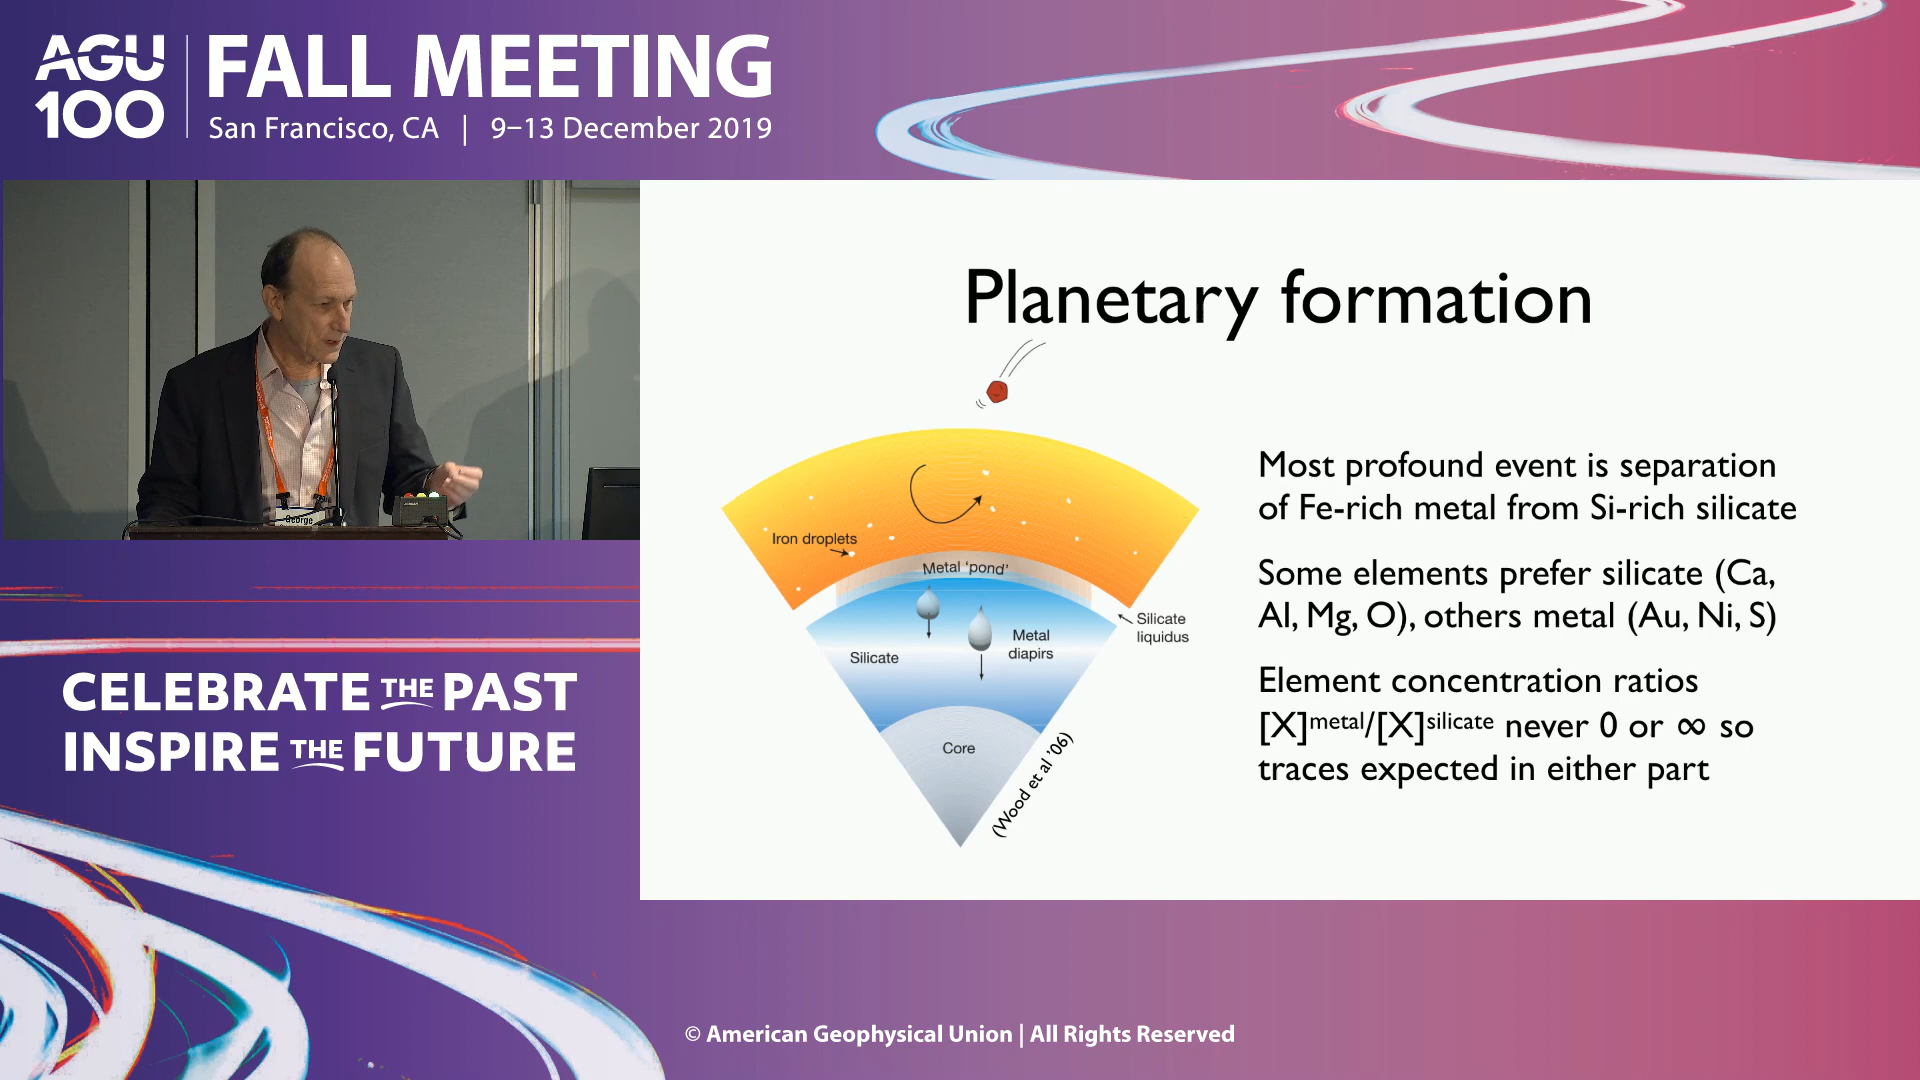 AGU
100
FALL MEETING
San Francisco, CA | 9–13 December 2019
George
CELEBRATE THE PAST
INSPIRE THE FUTURE
Planetary formation
Iron droplets
Metal ‘pond’
Silicate
liquidus
Metal
diapirs
Silicate
Core
(Wood et al ’06)
Most profound event is separation
of Fe-rich metal from Si-rich silicate
Some elements prefer silicate (Ca,
Al, Mg, O), others metal (Au, Ni, S)
Element concentration ratios
[X]metal/[X]silicate never 0 or ∞ so
traces expected in either part
© American Geophysical Union | All Rights Reserved